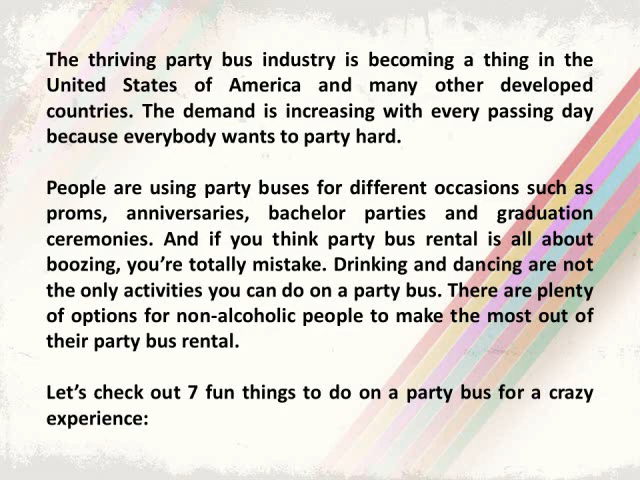 The thriving party bus industry is becoming a thing in the
United States of America and many other developed
countries. The demand is increasing with every passing day
because everybody wants to party hard.
People are using party buses for different occasions such as
proms, anniversaries, bachelor parties and graduation
ceremonies. And if you think party bus rental is all about
boozing, you’re totally mistake. Drinking and dancing are not
the only activities you can do on a party bus. There are plenty
of options for non-alcoholic people to make the most out of
their party bus rental.
Let’s check out 7 fun things to do on a party bus for a crazy
experience: